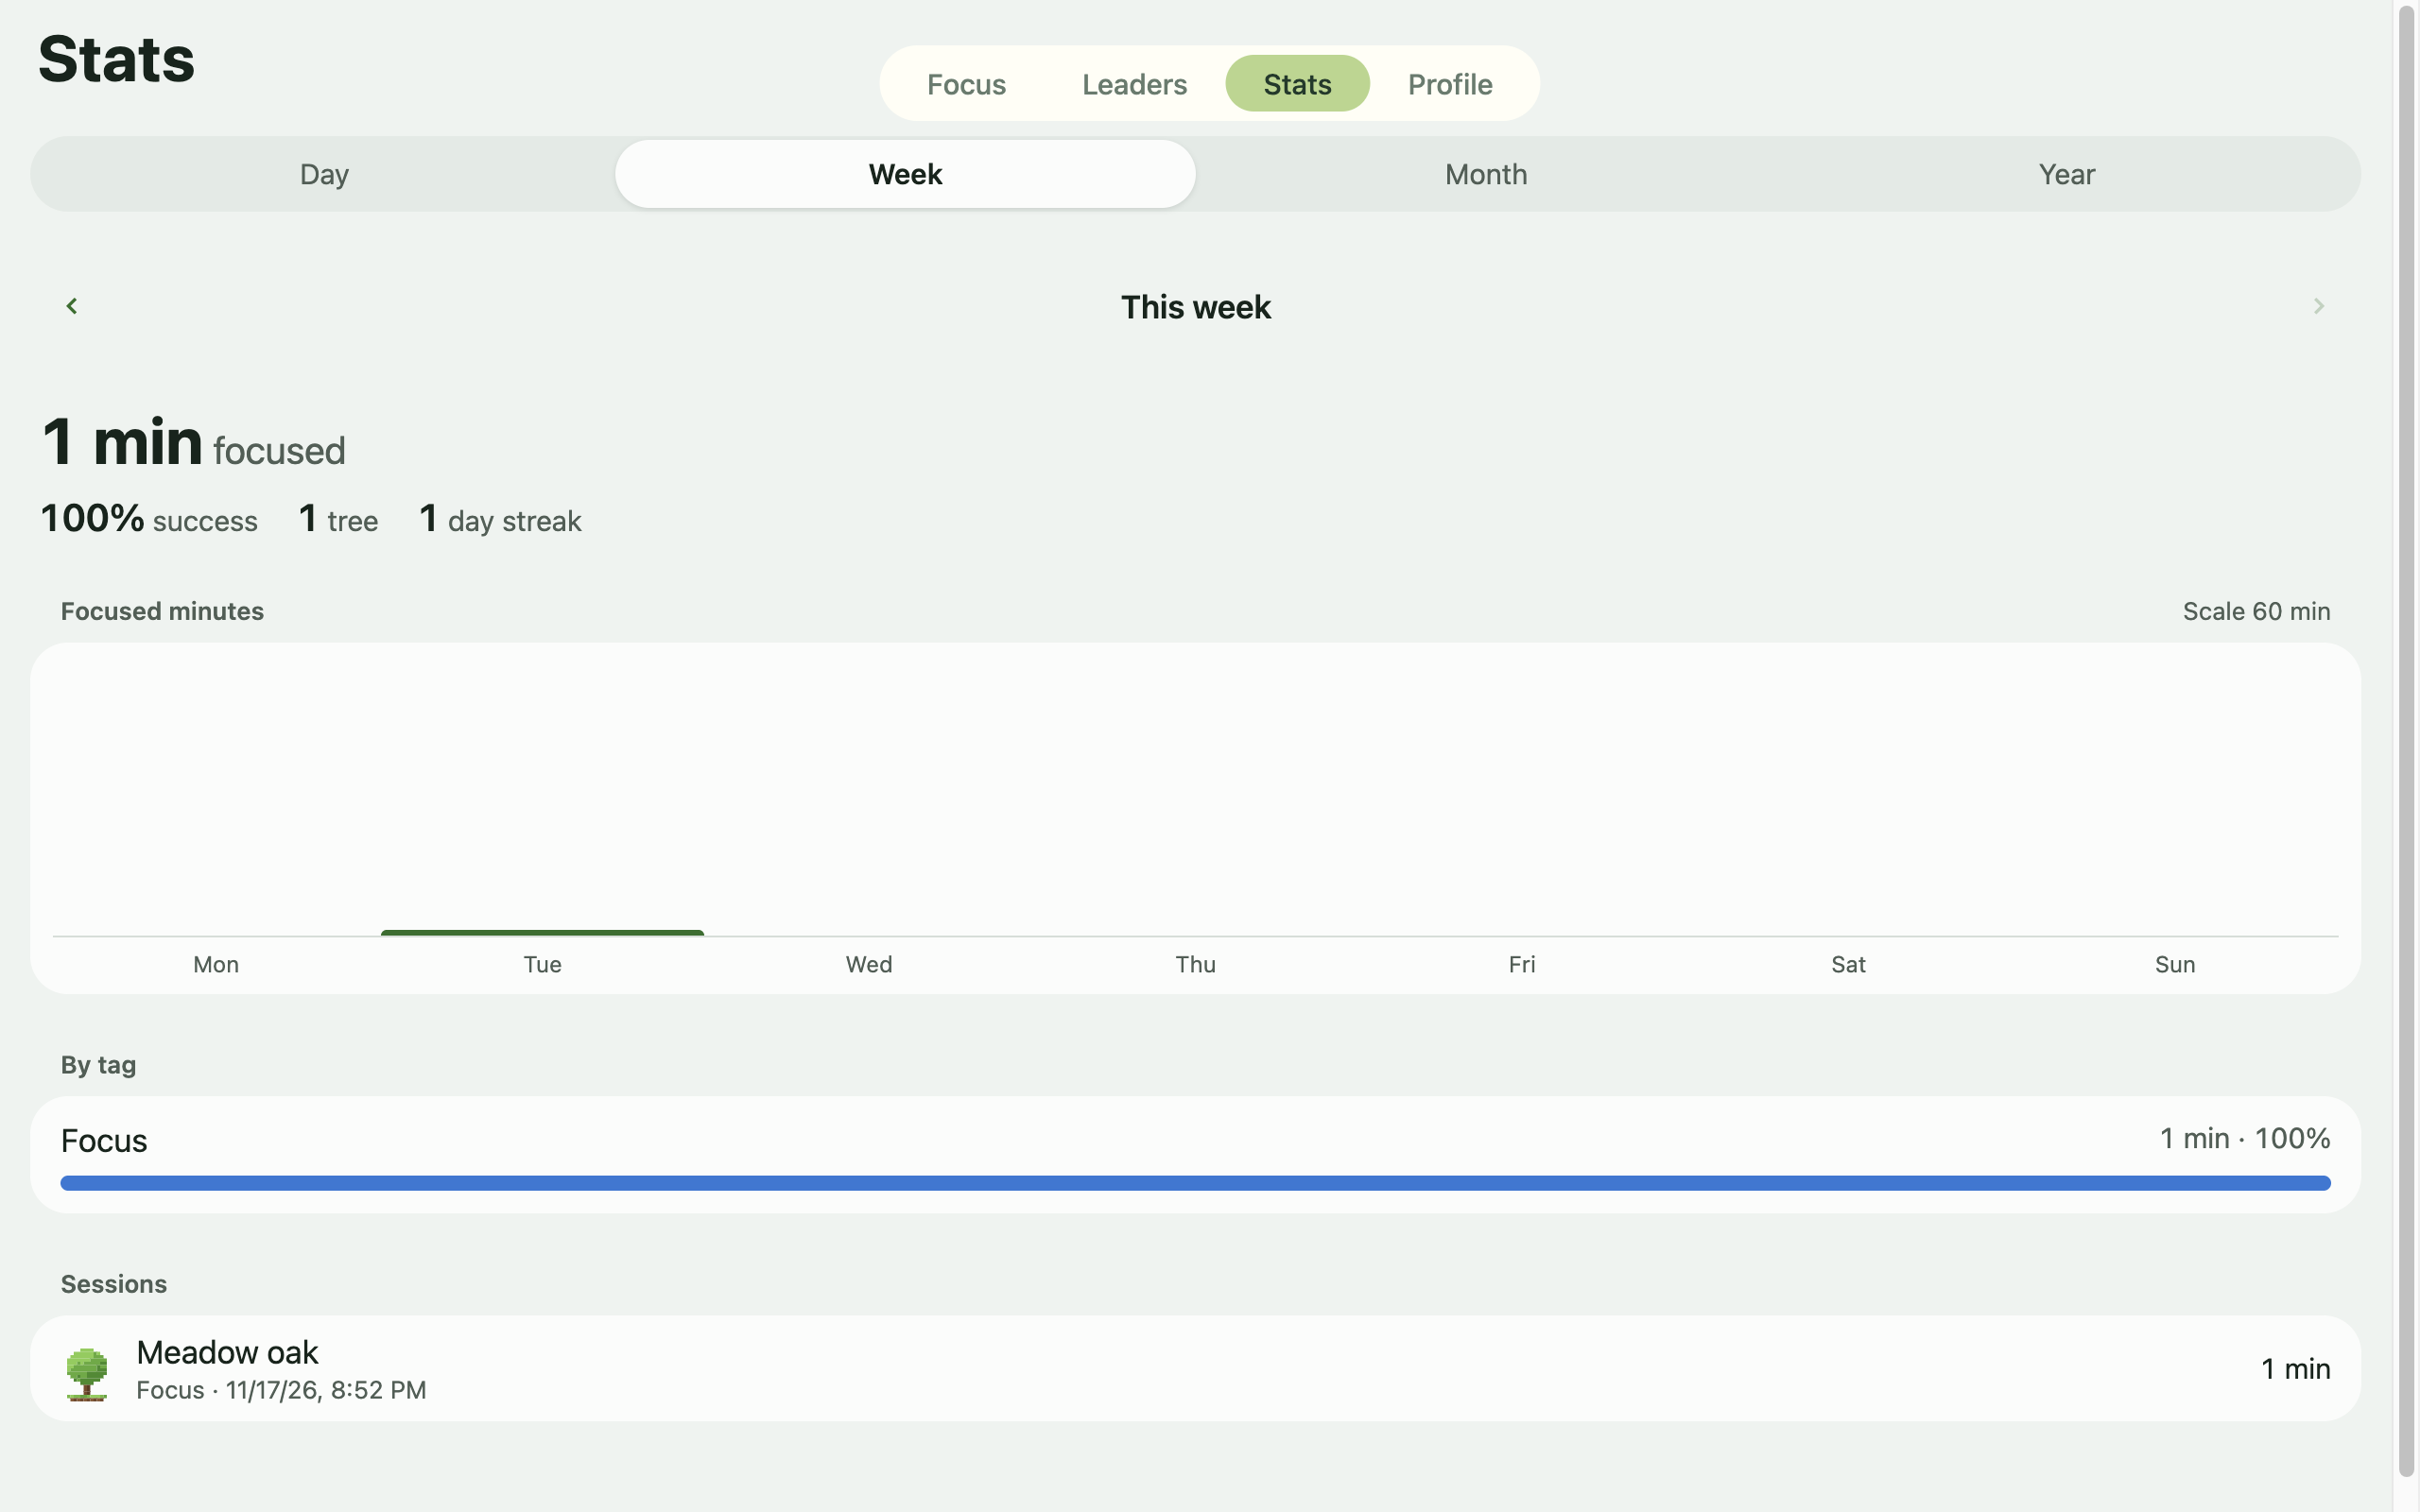 Stats
Focus Leaders Stats Profile
Day Week Month Year
This week
1 min focused
100% success 1 tree 1 day streak
Focused minutes Scale 60 min
Mon Tue Wed Thu Fri Sat Sun
By tag
Focus 1 min · 100%
Sessions
Meadow oak
Focus · 11/17/26, 8:52 PM
1 min